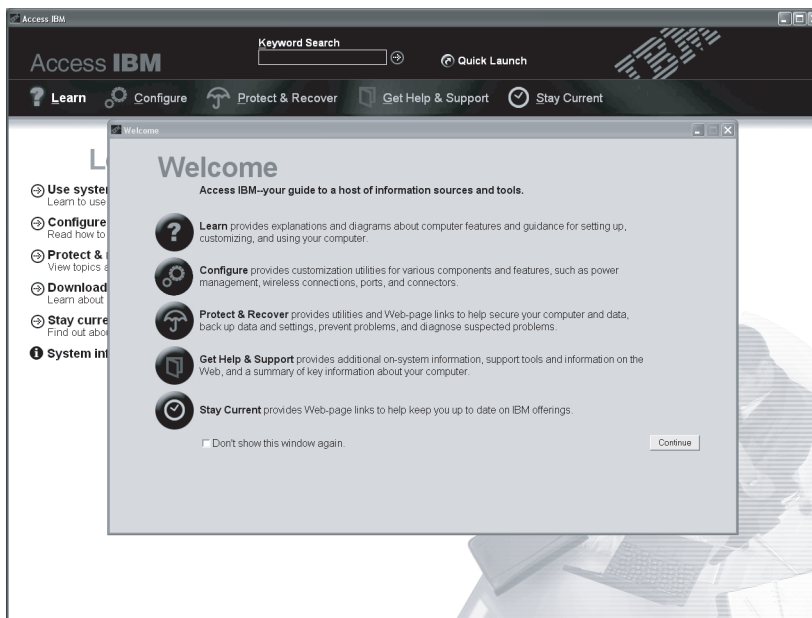 Access IBM
Keyword Search
Access IBM
Quick Launch
IBM
? Learn
Configure
Protect & Recover
Get Help & Support
Stay Current
Welcome
Welcome
Access IBM--your guide to a host of information sources and tools.
? Learn provides explanations and diagrams about computer features and guidance for setting up,
customizing, and using your computer.
Configure provides customization utilities for various components and features, such as power
management, wireless connections, ports, and connectors.
Protect & Recover provides utilities and Web-page links to help secure your computer and data,
back up data and settings, prevent problems, and diagnose suspected problems.
Get Help & Support provides additional on-system information, support tools and information on the
Web, and a summary of key information about your computer.
Stay Current provides Web-page links to help keep you up to date on IBM offerings.
Don't show this window again.
Continue
Use
Learn to use
Configure
Read how to
Protect &
View topics
Download
Learn about
Stay
Find out
System